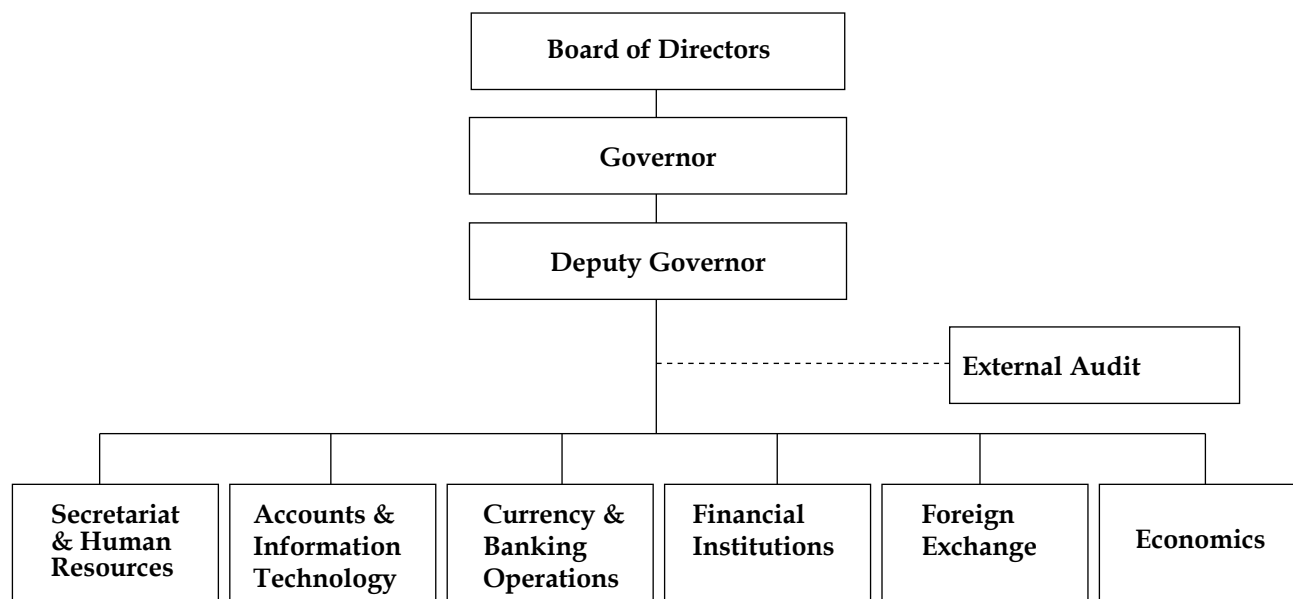 Board of Directors
Governor
Deputy Governor
External Audit
Secretariat
& Human
Resources
Accounts &
Information
Technology
Currency &
Banking
Operations
Financial
Institutions
Foreign
Exchange
Economics